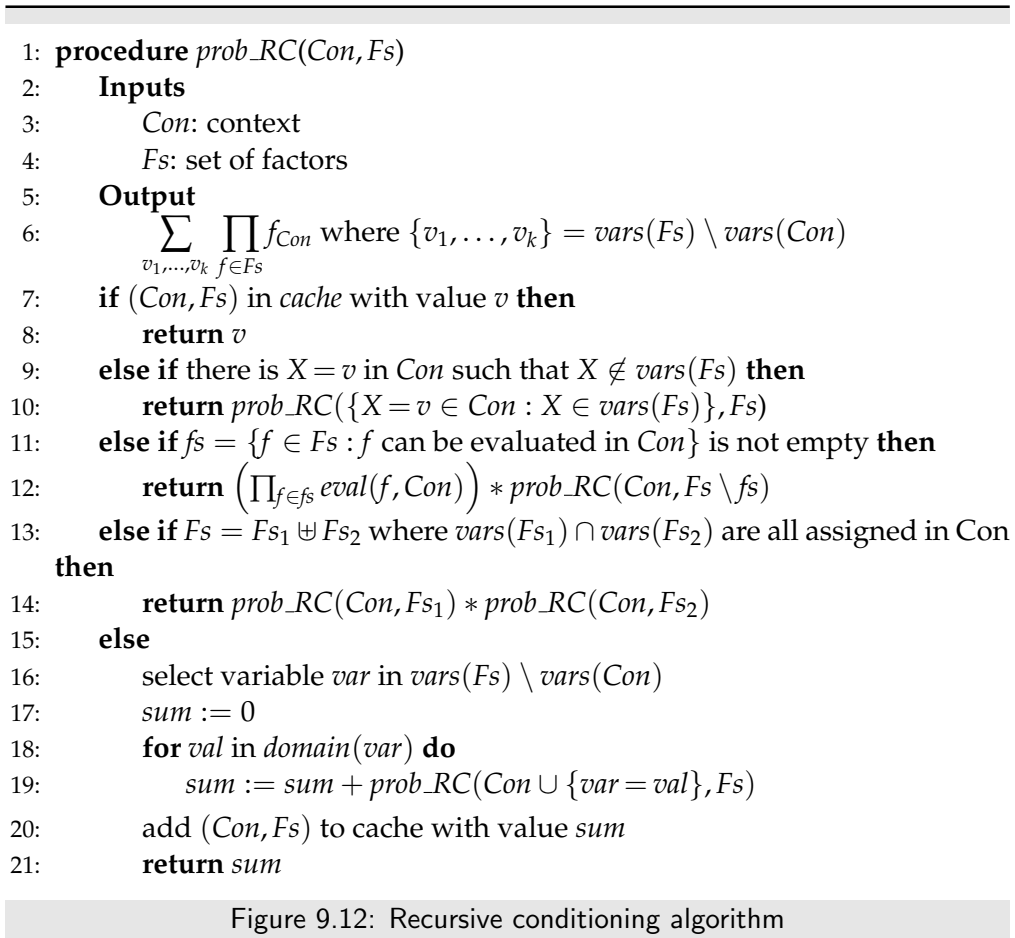 1: procedure prob_RC(Con, Fs)
2: Inputs
3: Con: context
4: Fs: set of factors
5: Output
6: ∑_{v₁,...,vₖ} ∏_{f∈Fs} f_{Con} where {v₁, . . . , vₖ} = vars(Fs) \ vars(Con)
7: if (Con, Fs) in cache with value v then
8: return v
9: else if there is X = v in Con such that X ∉ vars(Fs) then
10: return prob_RC({X = v ∈ Con : X ∈ vars(Fs)}, Fs)
11: else if fs = {f ∈ Fs : f can be evaluated in Con} is not empty then
12: return (∏_{f∈fs} eval(f, Con)) * prob_RC(Con, Fs \ fs)
13: else if Fs = Fs₁ ⊎ Fs₂ where vars(Fs₁) ∩ vars(Fs₂) are all assigned in Con
then
14: return prob_RC(Con, Fs₁) * prob_RC(Con, Fs₂)
15: else
16: select variable var in vars(Fs) \ vars(Con)
17: sum := 0
18: for val in domain(var) do
19: sum := sum + prob_RC(Con ∪ {var = val}, Fs)
20: add (Con, Fs) to cache with value sum
21: return sum
Figure 9.12: Recursive conditioning algorithm